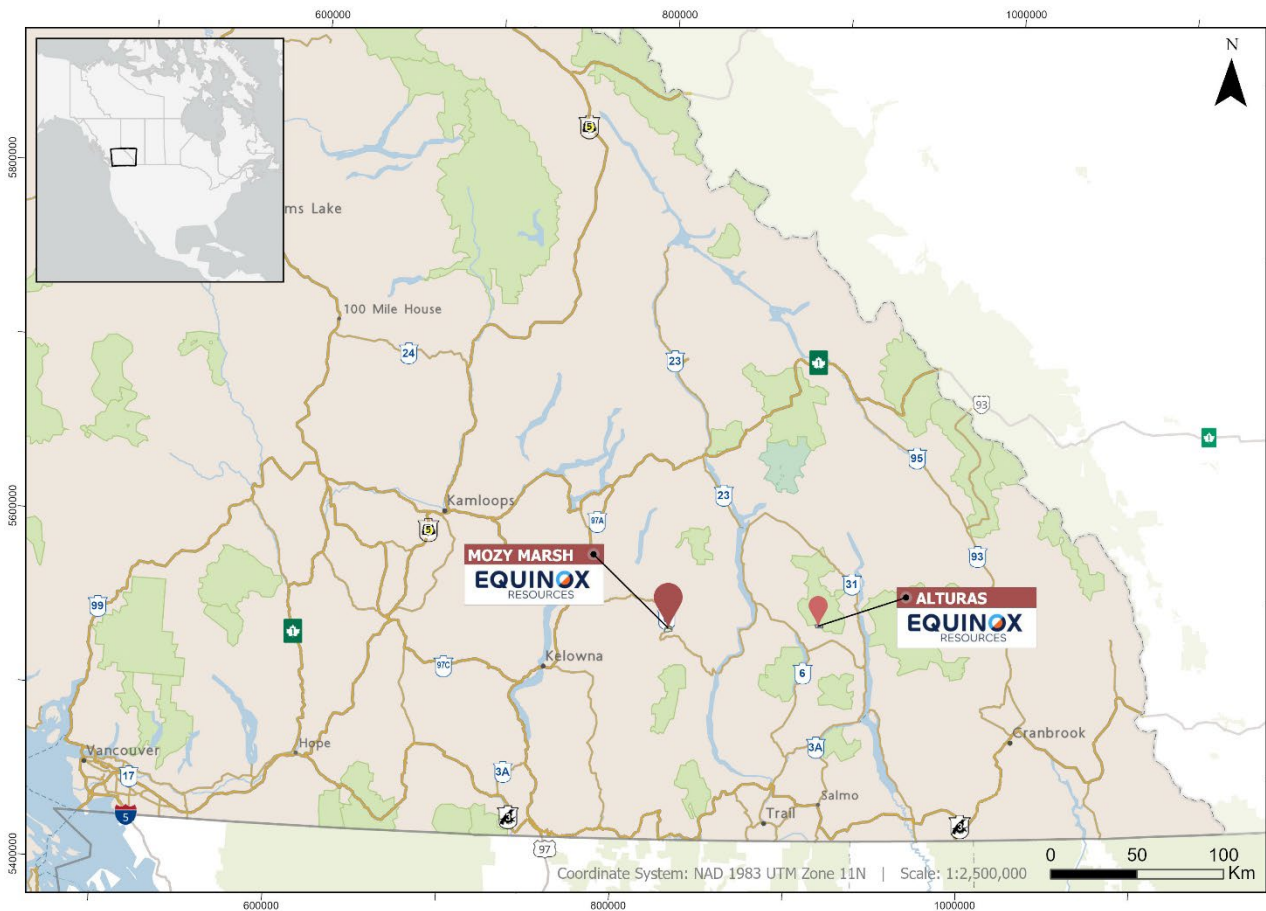 600000
800000
1000000
N
5
5800000
ms Lake
100 Mile House
24
23
1
93
95
1
5600000
Kamloops
5
97A
23
93
MOZY MARSH
EQUINOX
RESOURCES
31
ALTURAS
EQUINOX
RESOURCES
99
1
97C
Kelowna
6
Vancouver
17
Hope
3A
3A
Cranbrook
Salmo
Trail
5
97
5400000
0 50 100
Km
Coordinate System: NAD 1983 UTM Zone 11N | Scale: 1:2,500,000
600000
800000
1000000